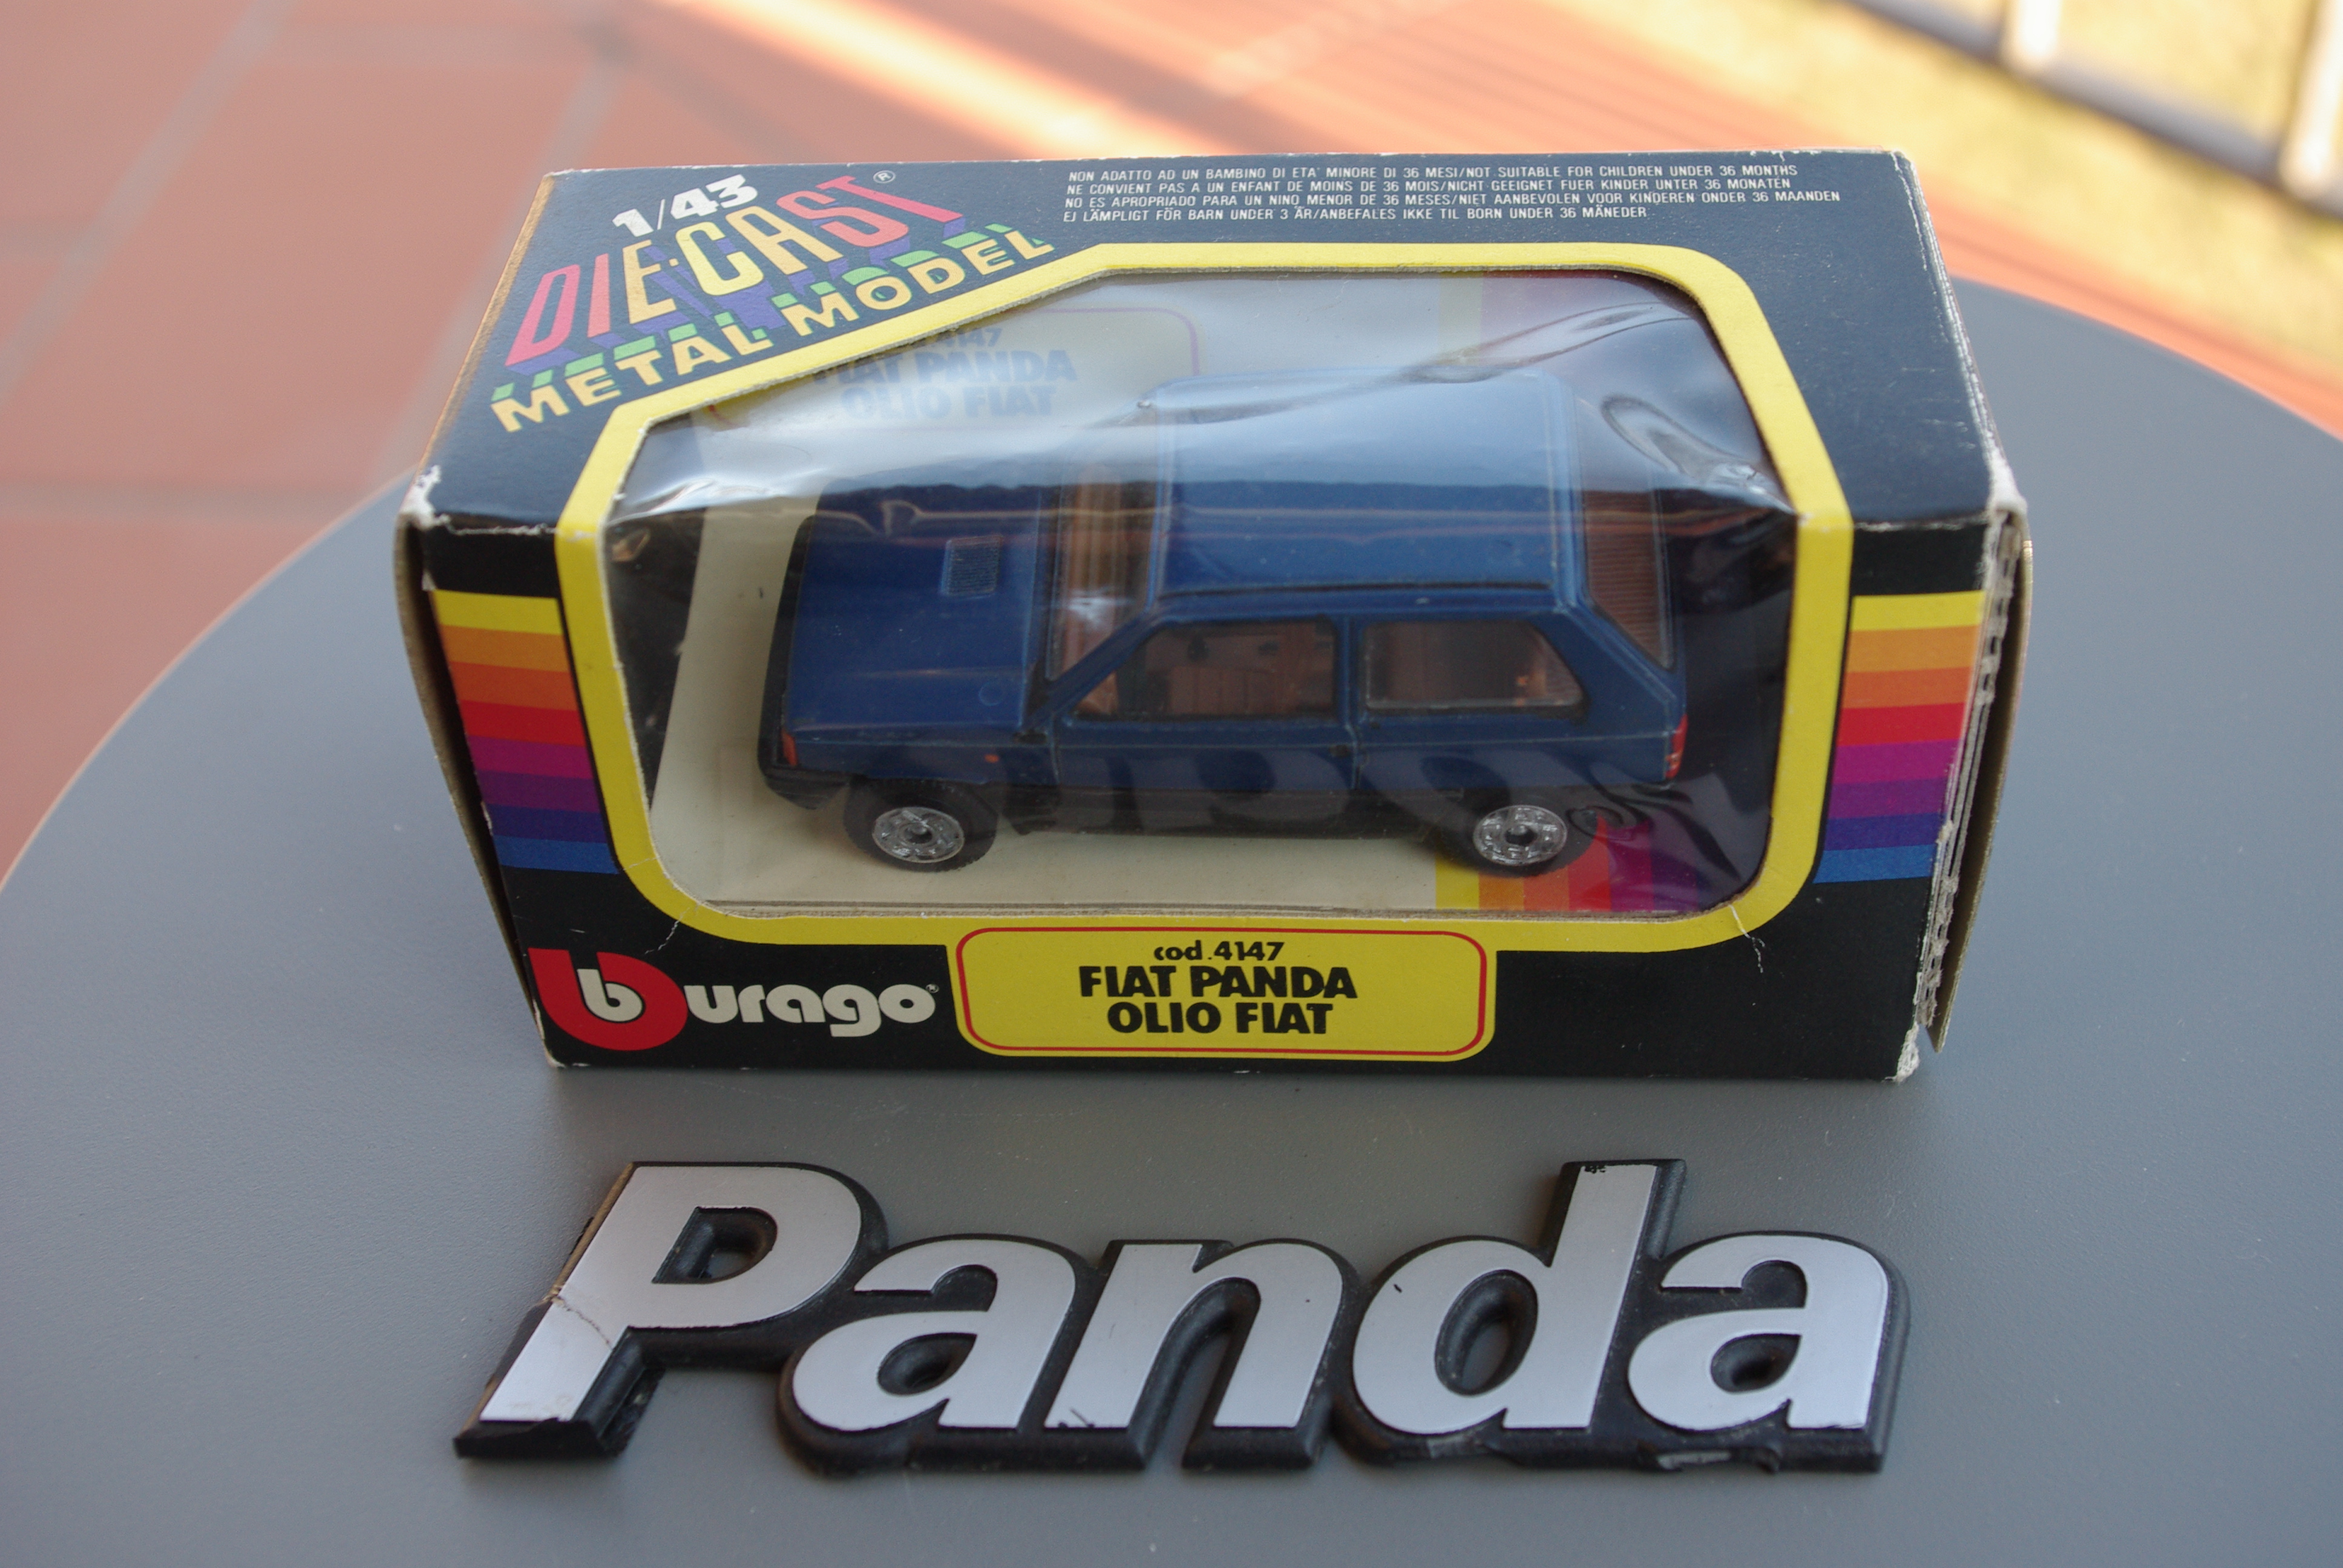 1/43
DIE·CAST®
METAL MODEL
NON ADATTO AD UN BAMBINO DI ETA' MINORE DI 36 MESI/NOT SUITABLE FOR CHILDREN UNDER 36 MONTHS
NE CONVIENT PAS A UN ENFANT DE MOINS DE 36 MOIS/NICHT GEEIGNET FUER KINDER UNTER 36 MONATEN
NO ES APROPRIADO PARA UN NINO MENOR DE 36 MESES/NIET AANBEVOLEN VOOR KINDEREN ONDER 36 MAANDEN
EJ LÄMPLIGT FÖR BARN UNDER 3 ÅR/ANBEFALES IKKE TIL BORN UNDER 36 MÅNEDER
4147
FIAT PANDA
OLIO FIAT
burago®
cod.4147
FIAT PANDA
OLIO FIAT
Panda